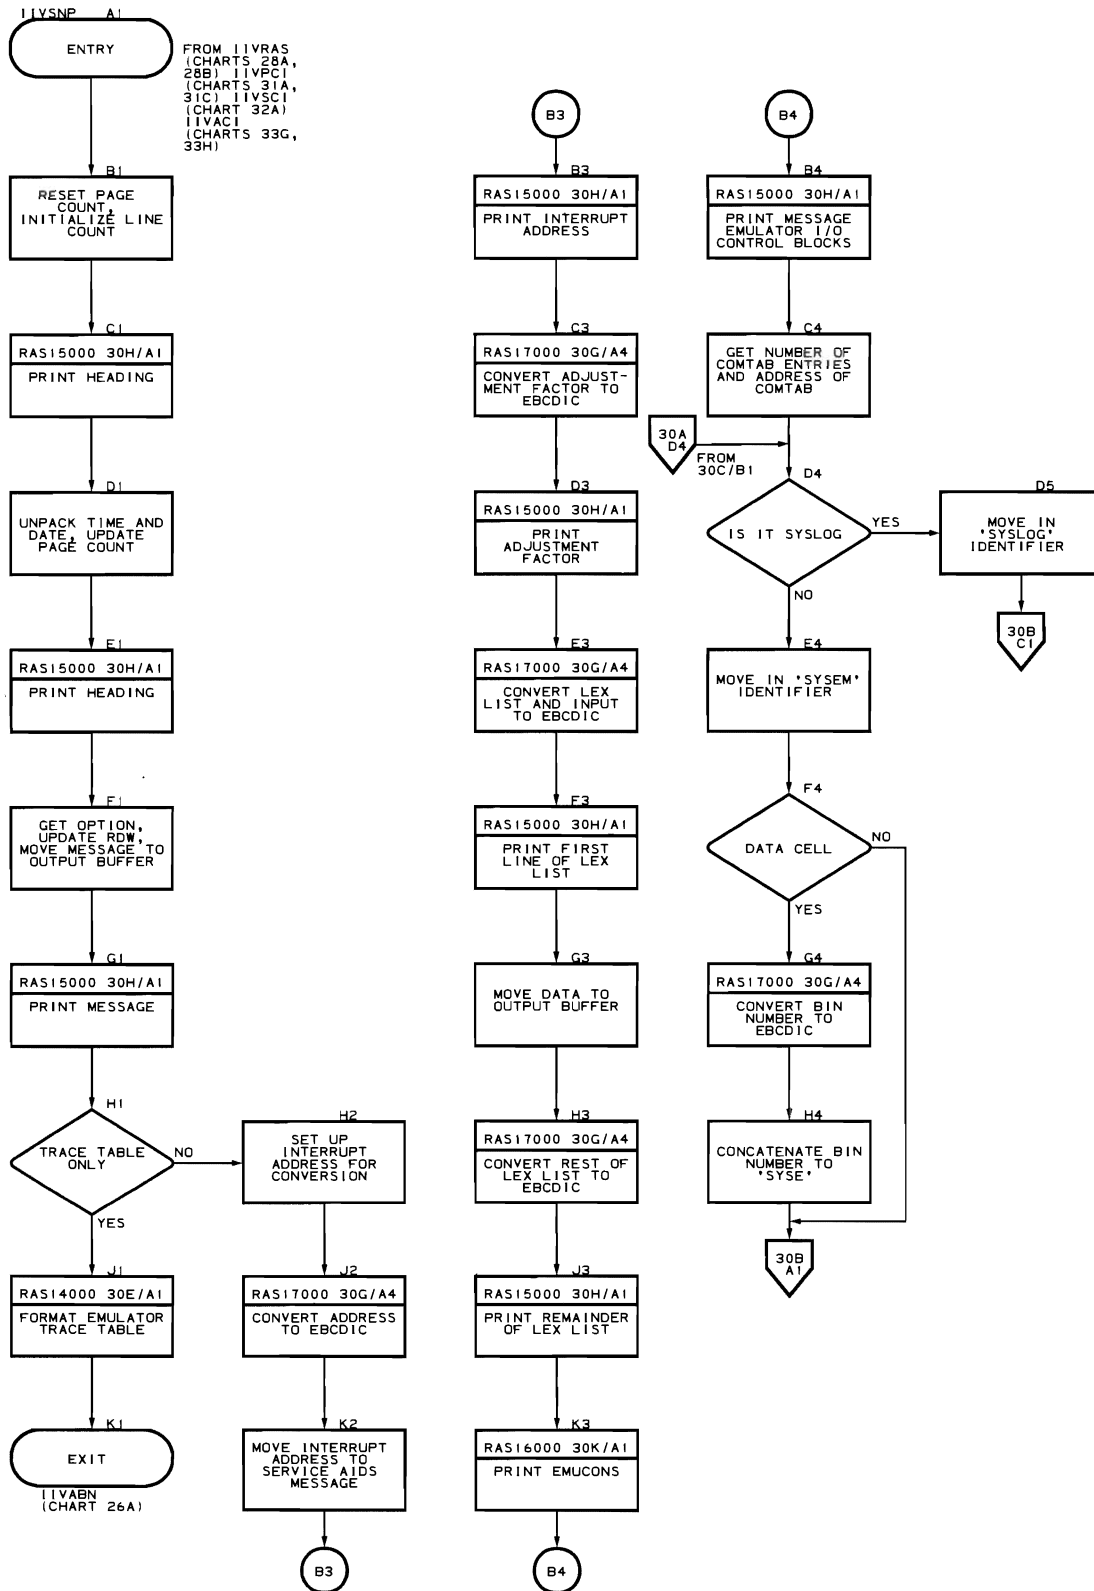 IIVSNP A1
ENTRY
FROM IIVRAS
(CHARTS 28A,
28B) IIVPCI
(CHARTS 31A,
31C) IIVSCI
(CHART 32A)
IIVACI
(CHARTS 33G,
33H)
B1
RESET PAGE
COUNT,
INITIALIZE LINE
COUNT
C1
RAS15000 30H/A1
PRINT HEADING
D1
UNPACK TIME AND
DATE, UPDATE
PAGE COUNT
E1
RAS15000 30H/A1
PRINT HEADING
F1
GET OPTION,
UPDATE RDW,
MOVE MESSAGE TO
OUTPUT BUFFER
G1
RAS15000 30H/A1
PRINT MESSAGE
H1
TRACE TABLE
ONLY
NO
YES
J1
RAS14000 30E/A1
FORMAT EMULATOR
TRACE TABLE
K1
EXIT
IIVABN
(CHART 26A)
H2
SET UP
INTERRUPT
ADDRESS FOR
CONVERSION
J2
RAS17000 30G/A4
CONVERT ADDRESS
TO EBCDIC
K2
MOVE INTERRUPT
ADDRESS TO
SERVICE AIDS
MESSAGE
B3
B3
B3
RAS15000 30H/A1
PRINT INTERRUPT
ADDRESS
C3
RAS17000 30G/A4
CONVERT ADJUST-
MENT FACTOR TO
EBCDIC
D3
RAS15000 30H/A1
PRINT
ADJUSTMENT
FACTOR
E3
RAS17000 30G/A4
CONVERT LEX
LIST AND INPUT
TO EBCDIC
F3
RAS15000 30H/A1
PRINT FIRST
LINE OF LEX
LIST
G3
MOVE DATA TO
OUTPUT BUFFER
H3
RAS17000 30G/A4
CONVERT REST OF
LEX LIST TO
EBCDIC
J3
RAS15000 30H/A1
PRINT REMAINDER
OF LEX LIST
K3
RAS16000 30K/A1
PRINT EMUCONS
B4
B4
B4
RAS15000 30H/A1
PRINT MESSAGE
EMULATOR I/O
CONTROL BLOCKS
C4
GET NUMBER OF
COMTAB ENTRIES
AND ADDRESS OF
COMTAB
30A
D4
FROM
30C/B1
D4
IS IT SYSLOG
YES
NO
D5
MOVE IN
'SYSLOG'
IDENTIFIER
30B
C1
E4
MOVE IN 'SYSEM'
IDENTIFIER
F4
DATA CELL
NO
YES
G4
RAS17000 30G/A4
CONVERT BIN
NUMBER TO
EBCDIC
H4
CONCATENATE BIN
NUMBER TO
'SYSE'
30B
A1